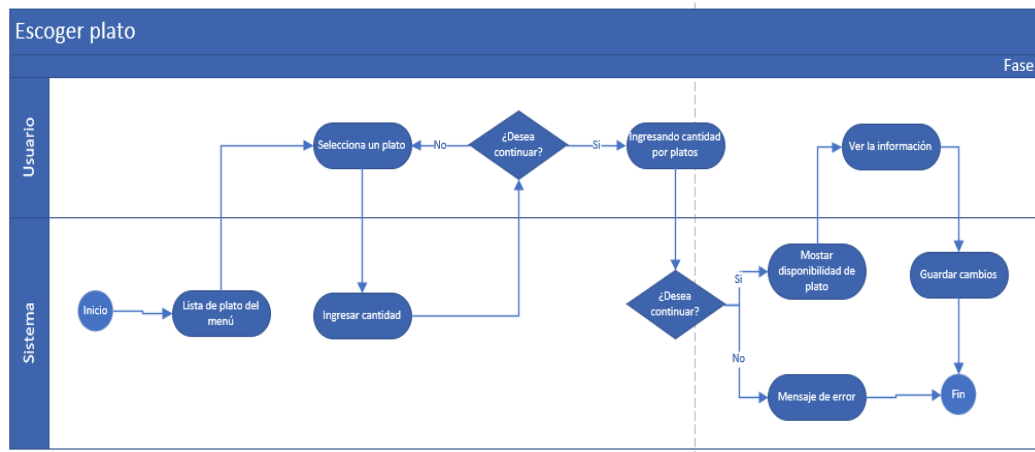 Escoger plato
Fase
Usuario
Selecciona un plato
No
¿Desea
continuar?
Si
Ingresando cantidad
por platos
Ver la información
Sistema
Inicio
Lista de plato del
menú
Ingresar cantidad
¿Desea
continuar?
Si
Mostar
disponibilidad de
plato
Guardar cambios
No
Mensaje de error
Fin